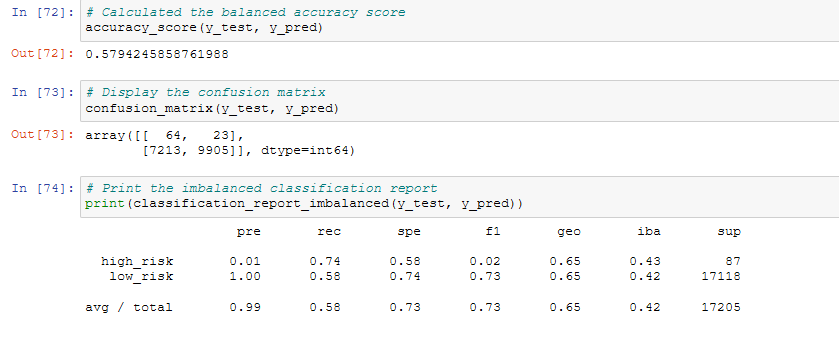 In [72]: # Calculated the balanced accuracy score
accuracy_score(y_test, y_pred)
Out[72]: 0.5794245858761988
In [73]: # Display the confusion matrix
confusion_matrix(y_test, y_pred)
Out[73]: array([[  64,   23],
       [7213, 9905]], dtype=int64)
In [74]: # Print the imbalanced classification report
print(classification_report_imbalanced(y_test, y_pred))
pre rec spe f1 geo iba sup
high_risk 0.01 0.74 0.58 0.02 0.65 0.43 87
low_risk 1.00 0.58 0.74 0.73 0.65 0.42 17118
avg / total 0.99 0.58 0.73 0.73 0.65 0.42 17205